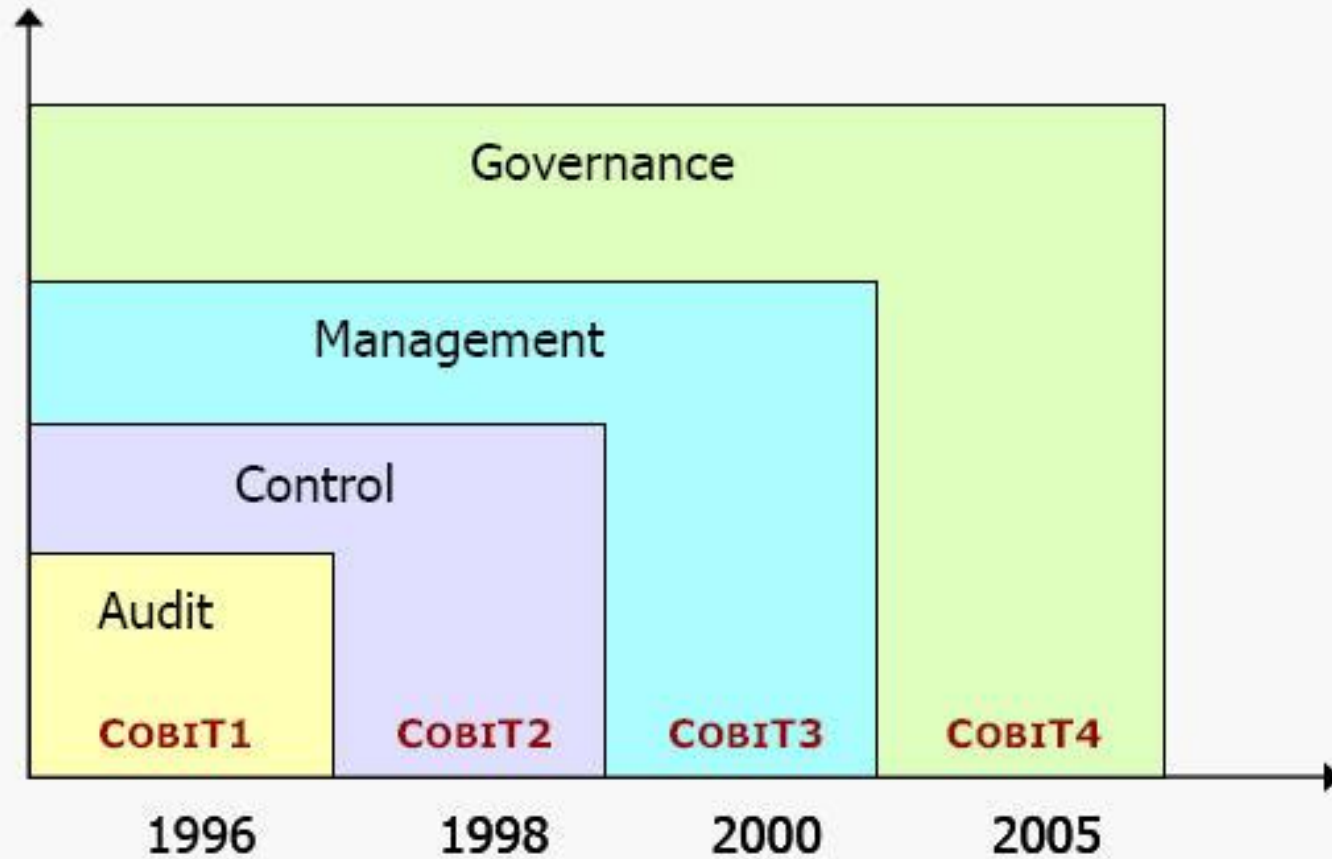 Governance
Management
Control
Audit
COBIT1 COBIT2 COBIT3 COBIT4
1996 1998 2000 2005